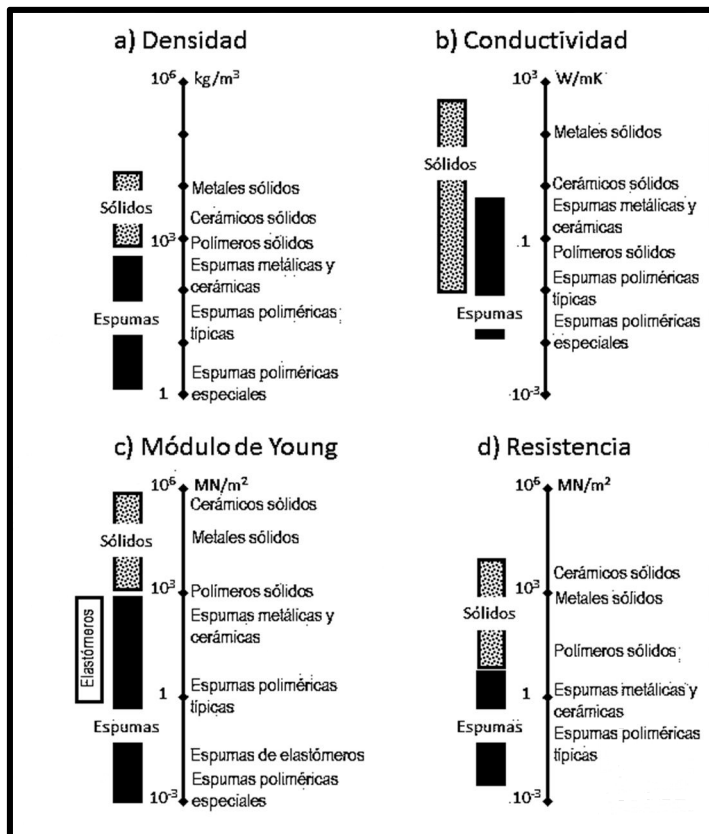 a) Densidad
10⁶ kg/m³
Sólidos
Metales sólidos
Cerámicos sólidos
10³ Polímeros sólidos
Espumas metálicas y
cerámicas
Espumas
Espumas poliméricas
típicas
Espumas poliméricas
1 especiales
b) Conductividad
10³ W/mK
Metales sólidos
Sólidos
Cerámicos sólidos
Espumas metálicas y
cerámicas
.1
Polímeros sólidos
Espumas poliméricas
típicas
Espumas
Espumas poliméricas
especiales
10⁻³
c) Módulo de Young
10⁶ MN/m²
Cerámicos sólidos
Sólidos
Metales sólidos
10³ Polímeros sólidos
Espumas metálicas y
cerámicas
Elastómeros
1 Espumas poliméricas
típicas
Espumas
Espumas de elastómeros
Espumas poliméricas
10⁻³ especiales
d) Resistencia
10⁶ MN/m²
Cerámicos sólidos
10³ Metales sólidos
Sólidos
Polímeros sólidos
1 Espumas metálicas y
cerámicas
Espumas
Espumas poliméricas
típicas
10⁻³